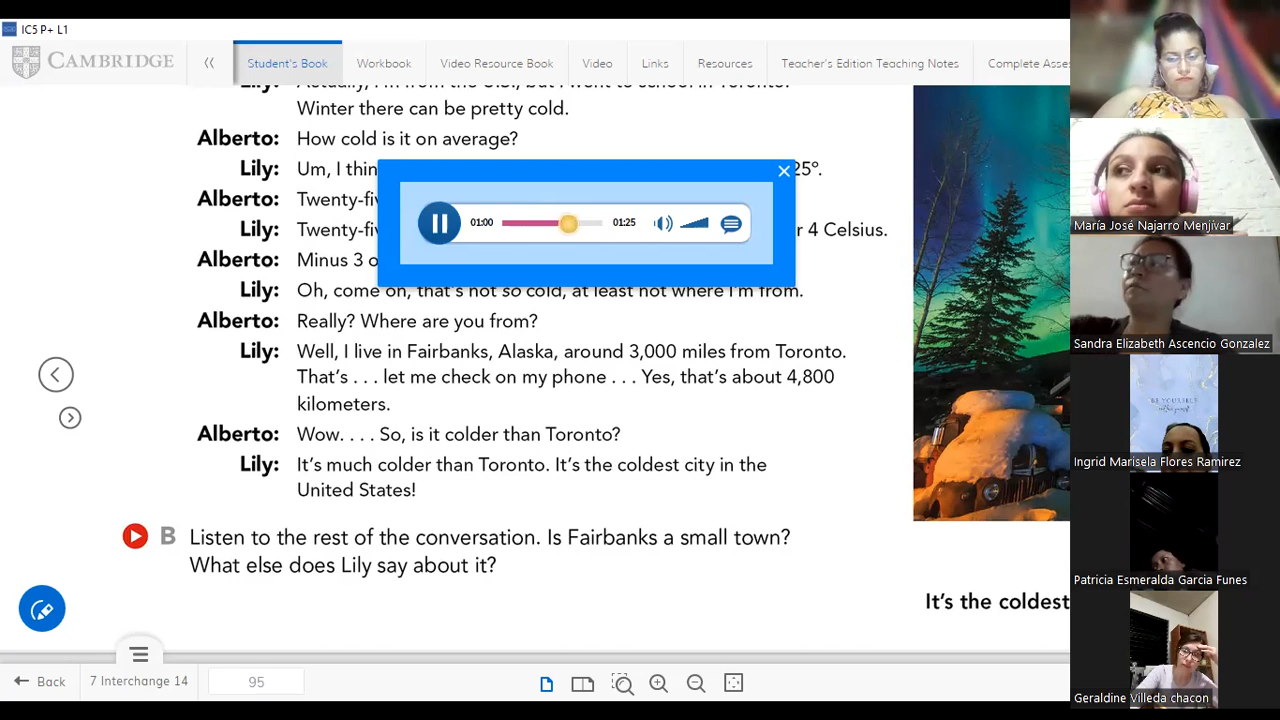 IC5 P+ L1
CAMBRIDGE
Student's Book
Workbook
Video Resource Book
Video
Links
Resources
Teacher's Edition Teaching Notes
Complete Asse
Winter there can be pretty cold.
Alberto: How cold is it on average?
Lily: Um, I thin 25º.
Alberto: Twenty-fiv
Lily: Twenty-fiv r 4 Celsius.
Alberto: Minus 3 o
Lily: Oh, come on, that's not so cold, at least not where I'm from.
Alberto: Really? Where are you from?
Lily: Well, I live in Fairbanks, Alaska, around 3,000 miles from Toronto.
That's . . . let me check on my phone . . . Yes, that's about 4,800
kilometers.
Alberto: Wow. . . . So, is it colder than Toronto?
Lily: It's much colder than Toronto. It's the coldest city in the
United States!
01:00
01:25
B Listen to the rest of the conversation. Is Fairbanks a small town?
What else does Lily say about it?
It's the coldest
Back
7 Interchange 14
95
María José Najarro Menjivar
Sandra Elizabeth Ascencio Gonzalez
BE YOURSELF
Ingrid Marisela Flores Ramirez
Patricia Esmeralda Garcia Funes
Geraldine Villeda chacon